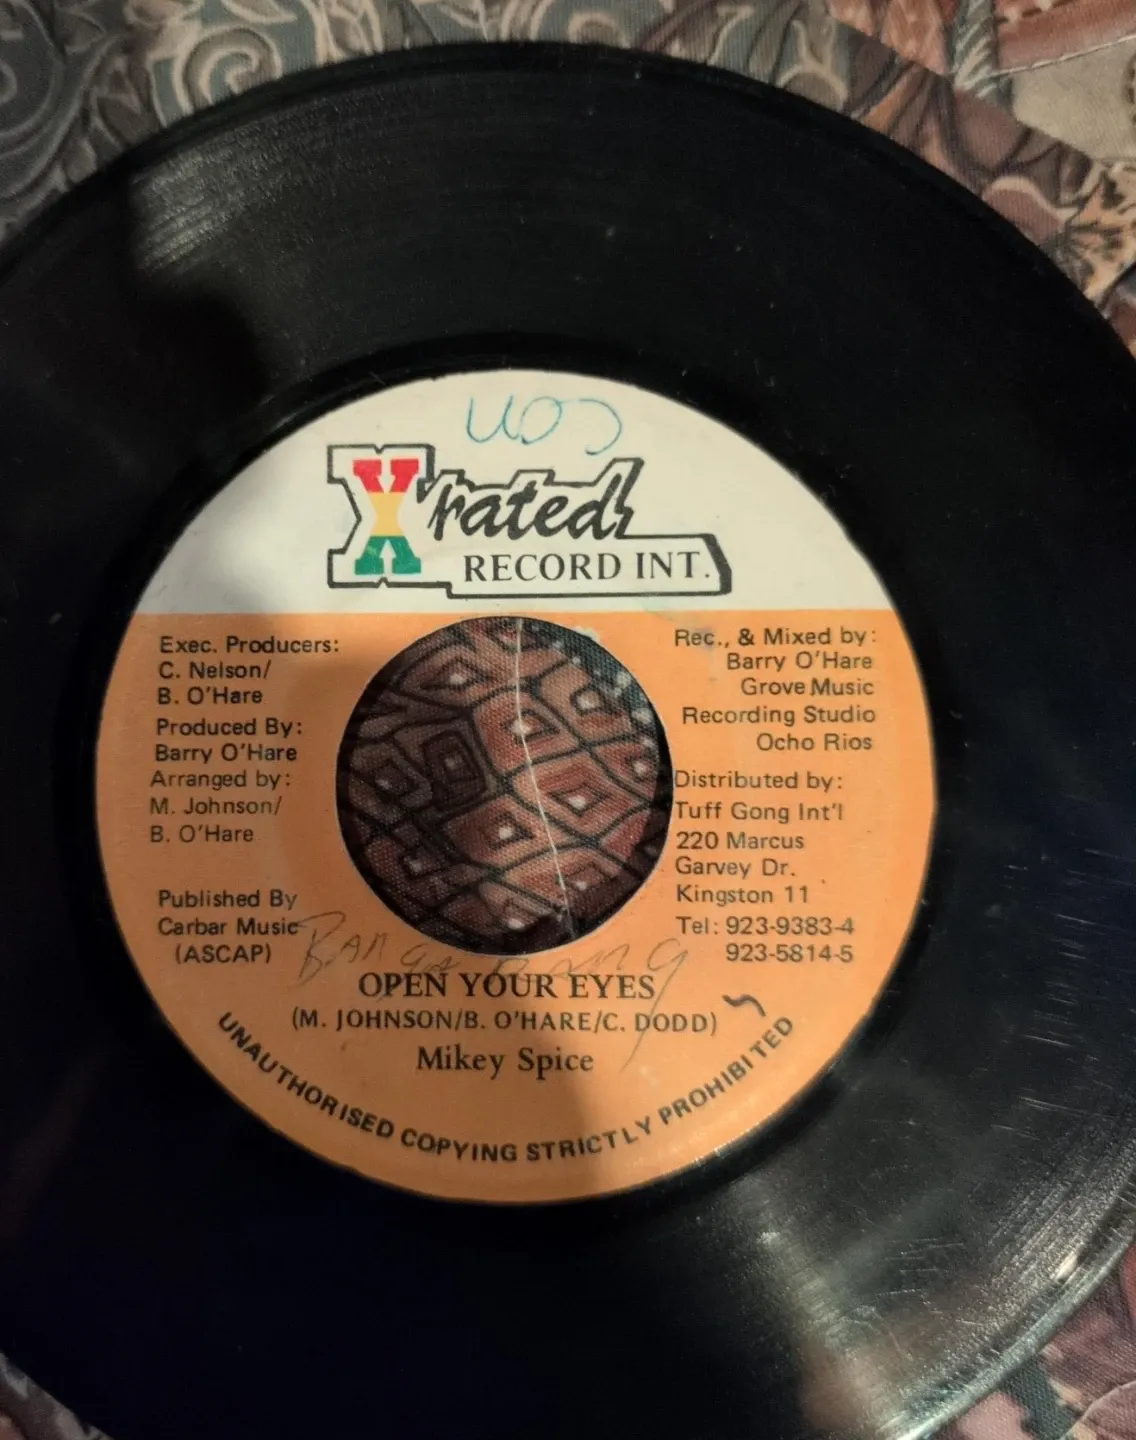 X rated
RECORD INT.
Exec. Producers:
C. Nelson/
B. O'Hare
Produced By:
Barry O'Hare
Arranged by:
M. Johnson/
B. O'Hare
Published By
Carbar Music
(ASCAP)
Rec., & Mixed by:
Barry O'Hare
Grove Music
Recording Studio
Ocho Rios
Distributed by:
Tuff Gong Int'l
220 Marcus
Garvey Dr.
Kingston 11
Tel: 923-9383-4
923-5814-5
OPEN YOUR EYES
(M. JOHNSON/B. O'HARE/C. DODD)
Mikey Spice
UNAUTHORISED COPYING STRICTLY PROHIBITED